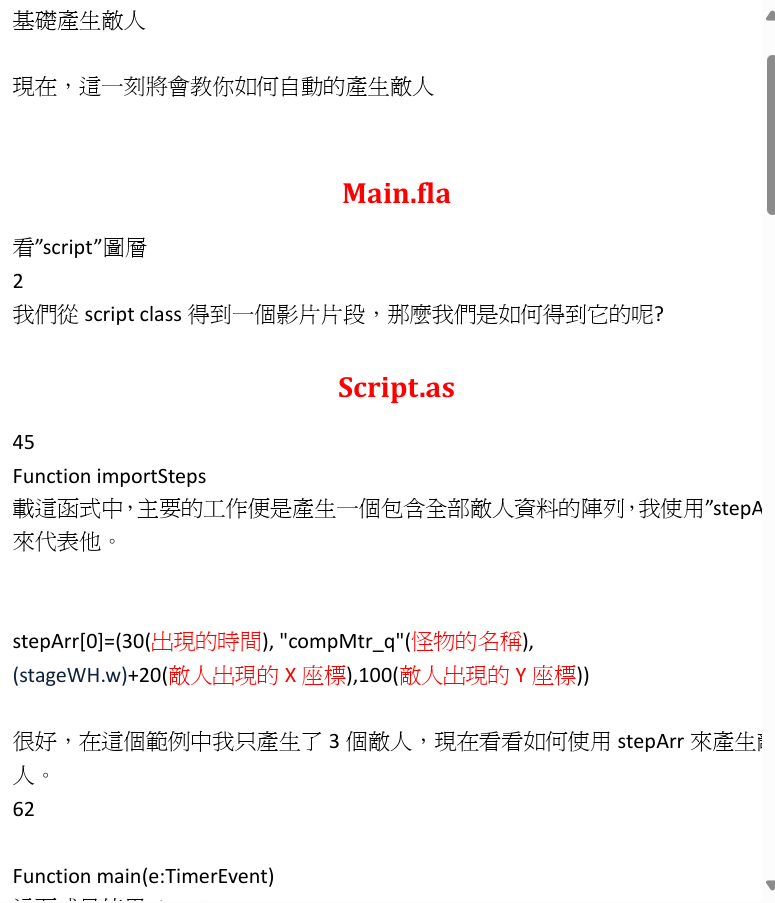 基礎產生敵人
現在，這一刻將會教你如何自動的產生敵人
Main.fla
看”script”圖層
2
我們從 script class 得到一個影片片段，那麼我們是如何得到它的呢?
Script.as
45
Function importSteps
載這函式中，主要的工作便是產生一個包含全部敵人資料的陣列，我使用”stepA
來代表他。
stepArr[0]=(30(出現的時間), "compMtr_q"(怪物的名稱),
(stageWH.w)+20(敵人出現的 X 座標),100(敵人出現的 Y 座標))
很好，在這個範例中我只產生了 3 個敵人，現在看看如何使用 stepArr 來產生
人。
62
Function main(e:TimerEvent)